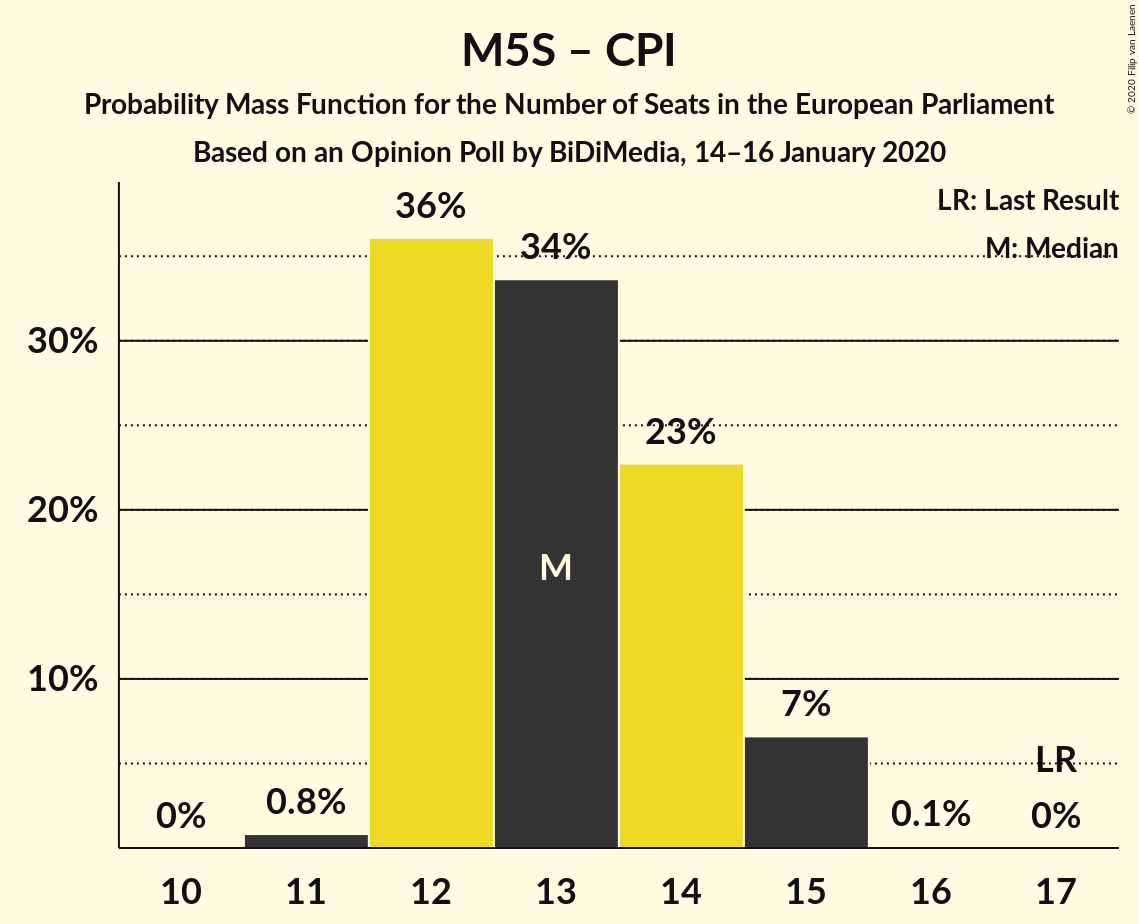 M5S – CPI
Probability Mass Function for the Number of Seats in the European Parliament
Based on an Opinion Poll by BiDiMedia, 14–16 January 2020
© 2020 Filip van Laenen
LR: Last Result
M: Median
30%
20%
10%
0%
0.8%
36%
34%
23%
7%
0.1%
0%
LR
M
10 11 12 13 14 15 16 17